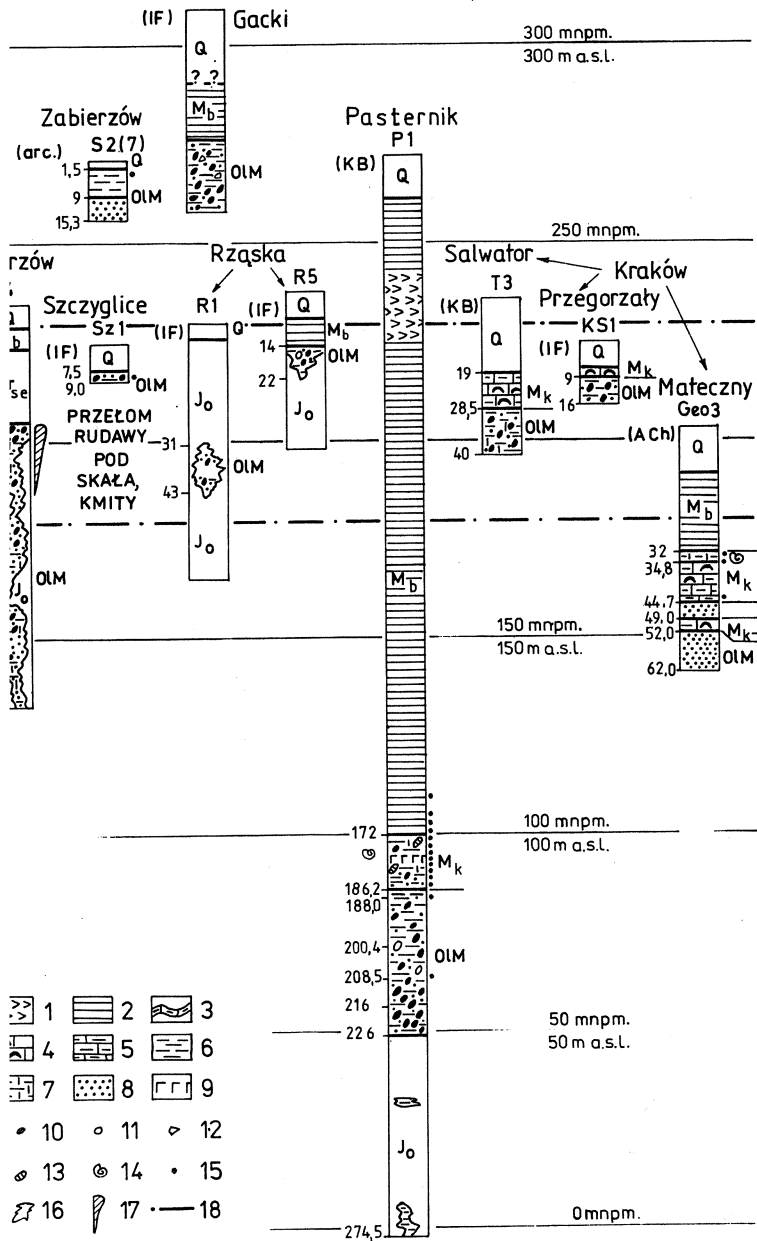 (IF) Gacki
Q
300 mnpm.
300 m a.s.l.
? ?
Mb
OlM
Zabierzów
S2(7)
(arc.)
Q
1,5
9
OlM
15,3
Pasternik
P1
(KB)
Q
250 mnpm.
rzów
Rząska
Salwator
Kraków
Szczyglice
Sz1
R1
R5
T3
Przegorzały
KS1
(IF)
Q
7,5
9,0
OlM
(IF)
Q
Jo
31
OlM
43
Jo
(IF)
Q
Mb
14
OlM
22
Jo
(KB)
Q
19
Mk
28,5
OlM
40
(IF)
Q
9
Mk
OlM
16
Mateczny
Geo3
(ACh)
Q
Mb
32
34,8
Mk
44.7
49,0
52,0
Mk
OlM
62,0
b
se
PRZEŁOM
RUDAWY
POD
SKAŁA,
KMITY
OlM
Jo
Mb
150 mnpm.
150 m a.s.l.
100 mnpm.
100 m a.s.l.
172
Mk
186,2
188,0
200,4
OlM
208,5
216
226
50 mnpm.
50 m a.s.l.
Jo
0 mnpm.
274,5
1 2 3
4 5 6
7 8 9
10 11 12
13 14 15
16 17 18